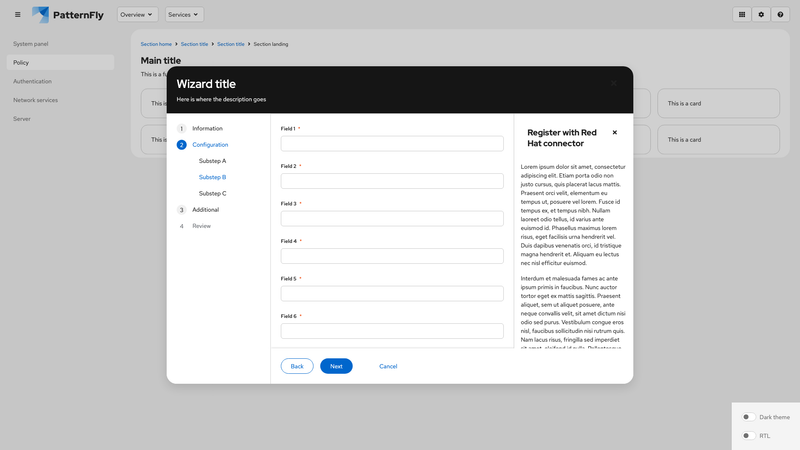 PatternFly
Overview
Services
System panel
Policy
Authentication
Network services
Server
Section home
Section title
Section title
Section landing
Main title
This is a fu
This is a card
This is a card
Wizard title
Here is where the description goes
1 Information
2 Configuration
Substep A
Substep B
Substep C
3 Additional
4 Review
Field 1 *
Field 2 *
Field 3 *
Field 4 *
Field 5 *
Field 6 *
Register with Red
Hat connector
Lorem ipsum dolor sit amet, consectetur
adipiscing elit. Etiam porta odio non
justo cursus, quis placerat lacus mattis.
Praesent orci velit, elementum eu
tempus ut, posuere vel lorem. Fusce id
tempus ex, et tempus nibh. Nullam
laoreet odio tellus, id varius ante
euismod id. Phasellus maximus lorem
risus, eget facilisis urna hendrerit vel.
Duis dapibus venenatis orci, id tristique
magna hendrerit et. Aliquam eu lectus
nec nisl efficitur euismod.
Interdum et malesuada fames ac ante
ipsum primis in faucibus. Nunc auctor
tortor eget ex mattis sagittis. Praesent
aliquet, sem ut aliquet posuere, ante
neque convallis velit, sit amet dictum nisi
odio sed purus. Vestibulum congue eros
nisl, faucibus sollicitudin nisi rutrum quis.
Nam lacus risus, fringilla sed imperdiet
Back
Next
Cancel
Dark theme
RTL